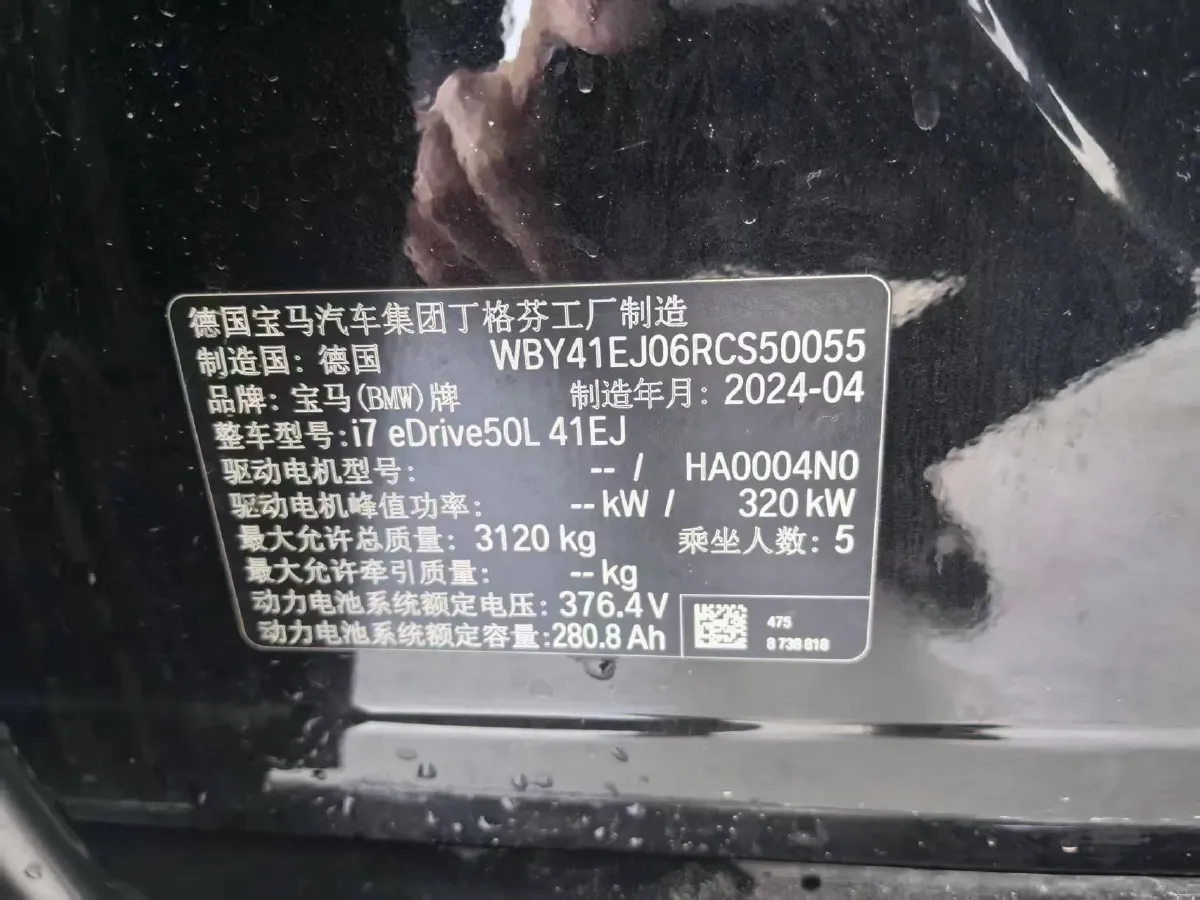 德国宝马汽车集团丁格芬工厂制造
制造国: 德国 WBY41EJ06RCS50055
品牌: 宝马(BMW)牌 制造年月: 2024-04
整车型号: i7 eDrive50L 41EJ
驱动电机型号: -- / HA0004N0
驱动电机峰值功率: -- kW / 320 kW
最大允许总质量: 3120 kg 乘坐人数: 5
最大允许牵引质量: -- kg
动力电池系统额定电压: 376.4 V
动力电池系统额定容量: 280.8 Ah
475
8 738 818